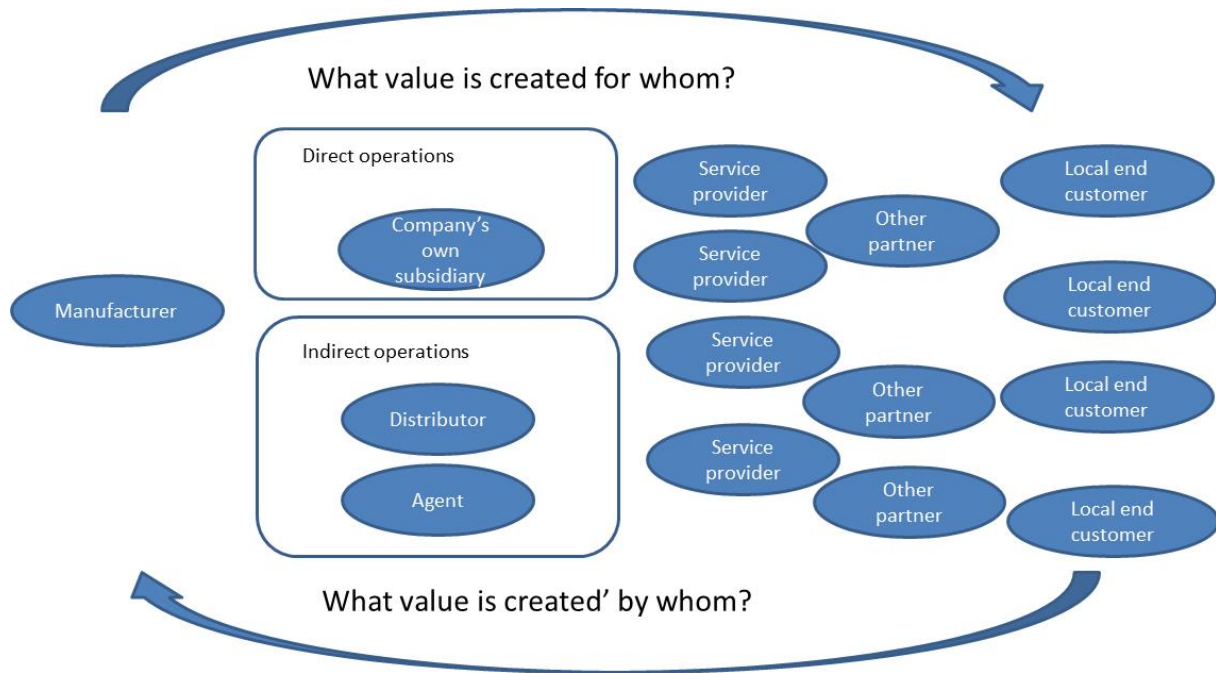 What value is created for whom?
Direct operations
Company's
own
subsidiary
Manufacturer
Indirect operations
Distributor
Agent
Service
provider
Service
provider
Service
provider
Service
provider
Other
partner
Other
partner
Other
partner
Local end
customer
Local end
customer
Local end
customer
Local end
customer
What value is created’ by whom?